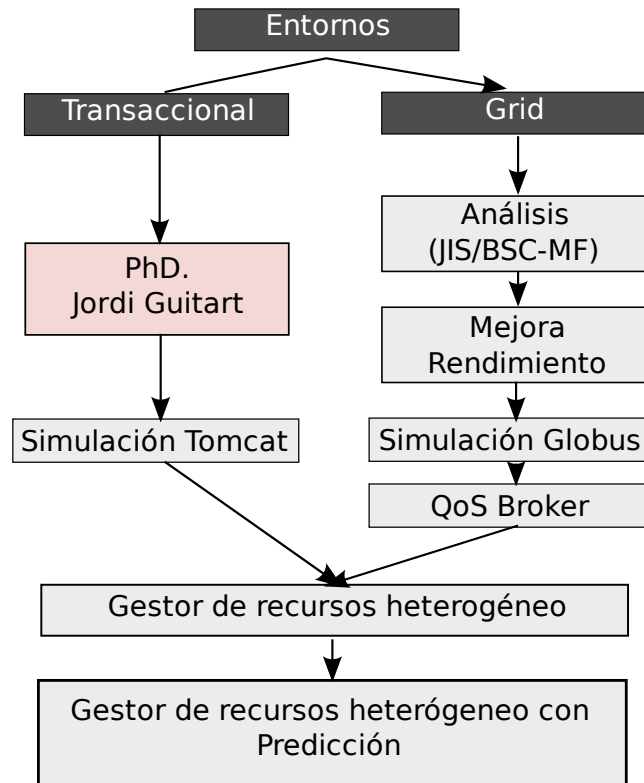 Entornos
Transaccional
Grid
Análisis
(JIS/BSC-MF)
PhD.
Jordi Guitart
Mejora
Rendimiento
Simulación Tomcat
Simulación Globus
QoS Broker
Gestor de recursos heterogéneo
Gestor de recursos heterógeneo con
Predicción